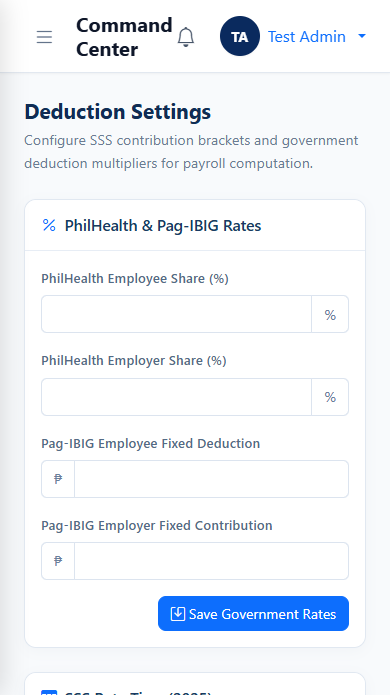 Command
Center
TA
Test Admin
Deduction Settings
Configure SSS contribution brackets and government
deduction multipliers for payroll computation.
PhilHealth & Pag-IBIG Rates
PhilHealth Employee Share (%)
%
PhilHealth Employer Share (%)
%
Pag-IBIG Employee Fixed Deduction
₱
Pag-IBIG Employer Fixed Contribution
₱
Save Government Rates